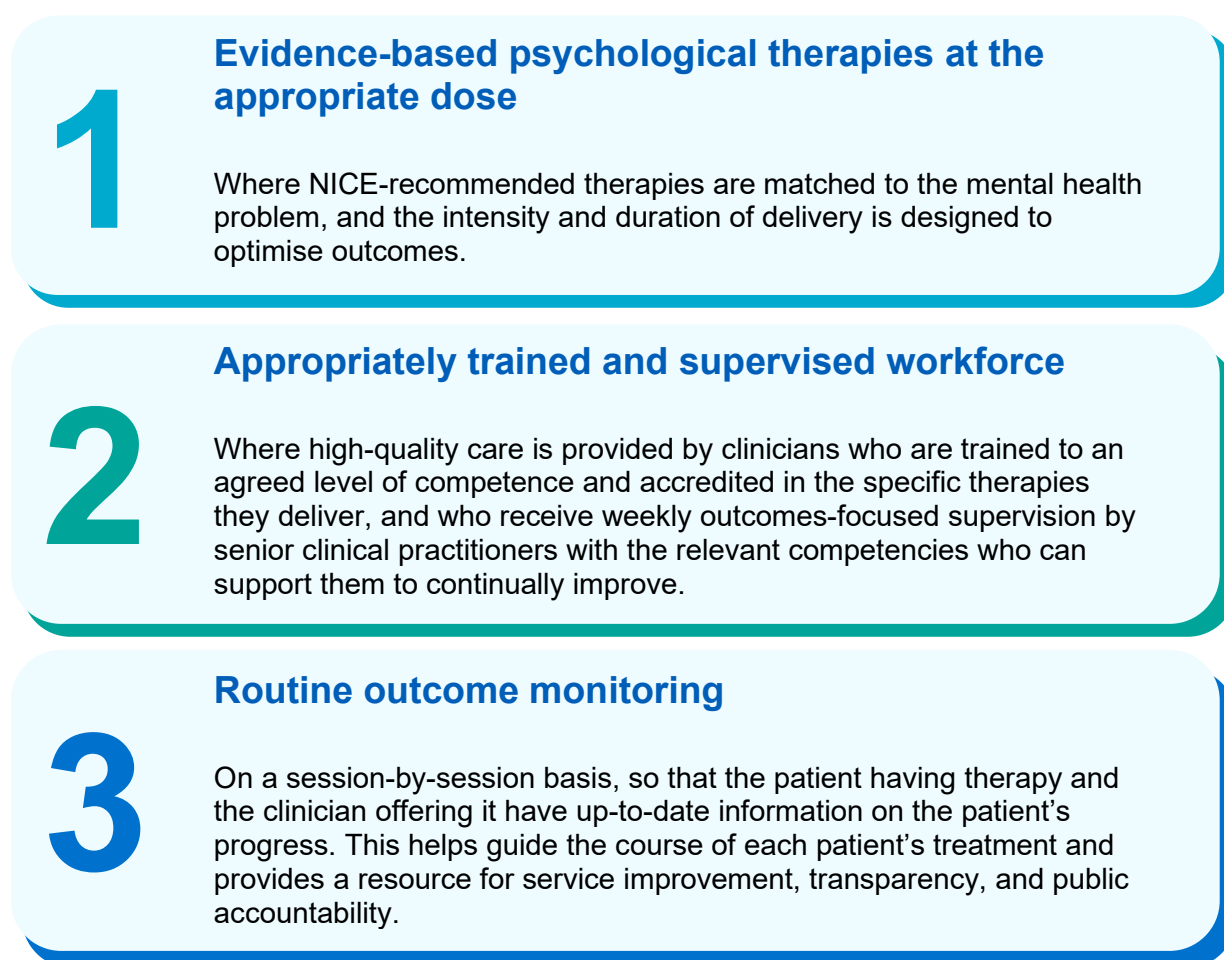 1
Evidence-based psychological therapies at the
appropriate dose
Where NICE-recommended therapies are matched to the mental health
problem, and the intensity and duration of delivery is designed to
optimise outcomes.
2
Appropriately trained and supervised workforce
Where high-quality care is provided by clinicians who are trained to an
agreed level of competence and accredited in the specific therapies
they deliver, and who receive weekly outcomes-focused supervision by
senior clinical practitioners with the relevant competencies who can
support them to continually improve.
3
Routine outcome monitoring
On a session-by-session basis, so that the patient having therapy and
the clinician offering it have up-to-date information on the patient’s
progress. This helps guide the course of each patient’s treatment and
provides a resource for service improvement, transparency, and public
accountability.